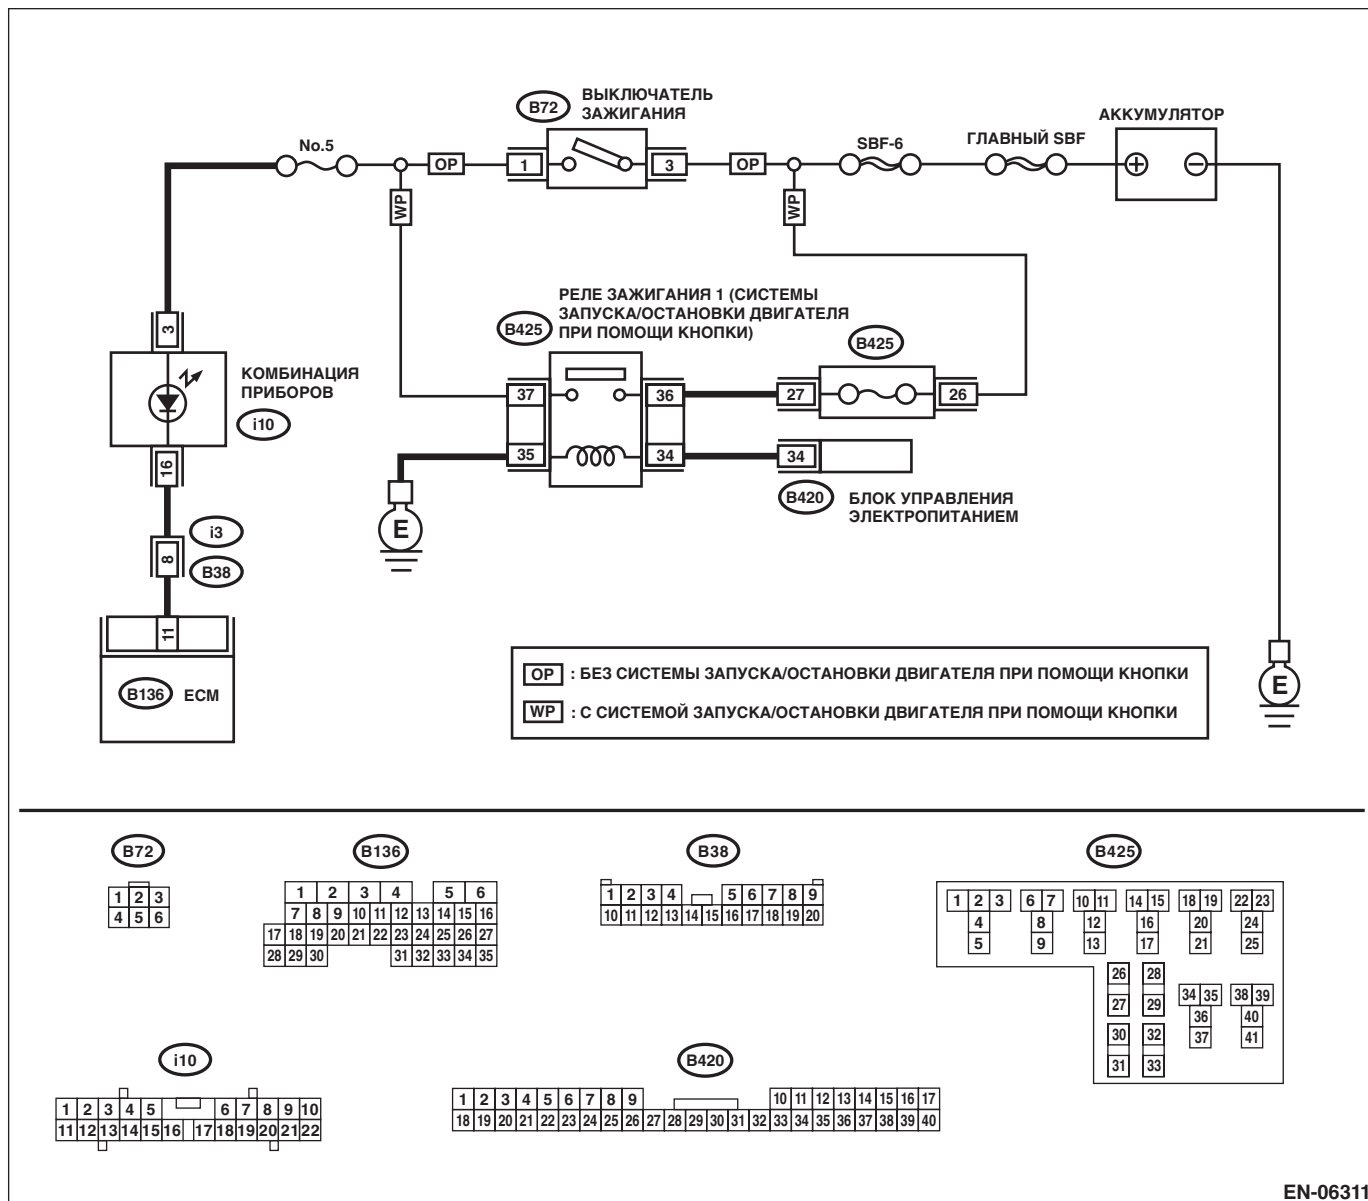 B72
ВЫКЛЮЧАТЕЛЬ
ЗАЖИГАНИЯ
No.5
OP
1
3
OP
SBF-6
ГЛАВНЫЙ SBF
АККУМУЛЯТОР
WP
WP
РЕЛЕ ЗАЖИГАНИЯ 1 (СИСТЕМЫ
ЗАПУСКА/ОСТАНОВКИ ДВИГАТЕЛЯ
ПРИ ПОМОЩИ КНОПКИ)
B425
B425
3
КОМБИНАЦИЯ
ПРИБОРОВ
i10
37
36
27
26
16
35
34
34
B420
БЛОК УПРАВЛЕНИЯ
ЭЛЕКТРОПИТАНИЕМ
E
i3
8
B38
11
B136 ECM
OP : БЕЗ СИСТЕМЫ ЗАПУСКА/ОСТАНОВКИ ДВИГАТЕЛЯ ПРИ ПОМОЩИ КНОПКИ
WP : С СИСТЕМОЙ ЗАПУСКА/ОСТАНОВКИ ДВИГАТЕЛЯ ПРИ ПОМОЩИ КНОПКИ
E
B72
1 2 3
4 5 6
B136
1 2 3 4 5 6
7 8 9 10 11 12 13 14 15 16
17 18 19 20 21 22 23 24 25 26 27
28 29 30 31 32 33 34 35
B38
1 2 3 4 5 6 7 8 9
10 11 12 13 14 15 16 17 18 19 20
B425
1 2 3 6 7 10 11 14 15 18 19 22 23
4 8 12 16 20 24
5 9 13 17 21 25
26 28
27 29 34 35 38 39
36 40
30 32 37 41
31 33
i10
1 2 3 4 5 6 7 8 9 10
11 12 13 14 15 16 17 18 19 20 21 22
B420
1 2 3 4 5 6 7 8 9 10 11 12 13 14 15 16 17
18 19 20 21 22 23 24 25 26 27 28 29 30 31 32 33 34 35 36 37 38 39 40
EN-06311